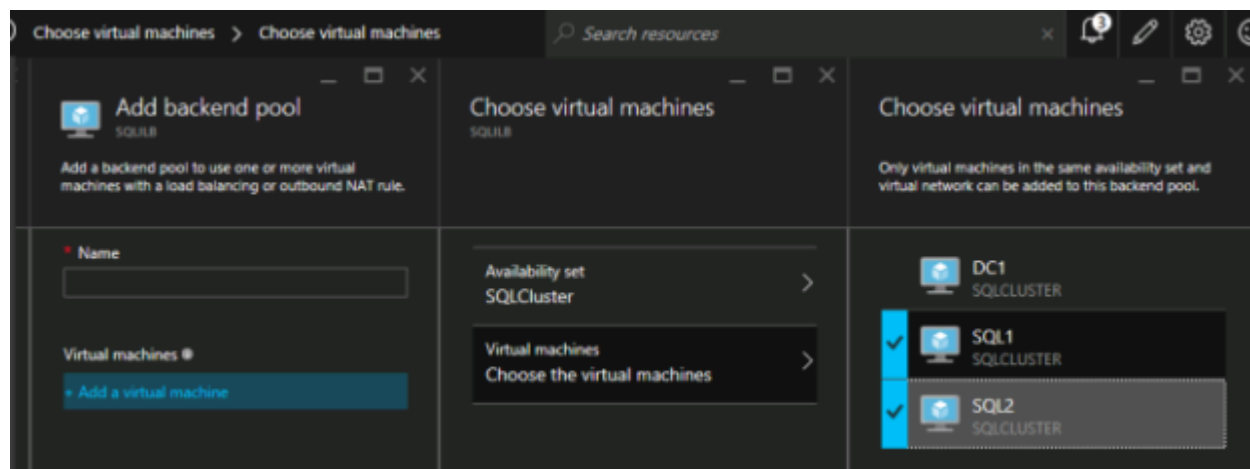 Choose virtual machines > Choose virtual machines
Search resources
3
Add backend pool
SQLILB
Add a backend pool to use one or more virtual
machines with a load balancing or outbound NAT rule.
* Name
Virtual machines
+ Add a virtual machine
Choose virtual machines
SQLILB
Availability set
SQLCluster
Virtual machines
Choose the virtual machines
Choose virtual machines
Only virtual machines in the same availability set and
virtual network can be added to this backend pool.
DC1
SQLCLUSTER
SQL1
SQLCLUSTER
SQL2
SQLCLUSTER